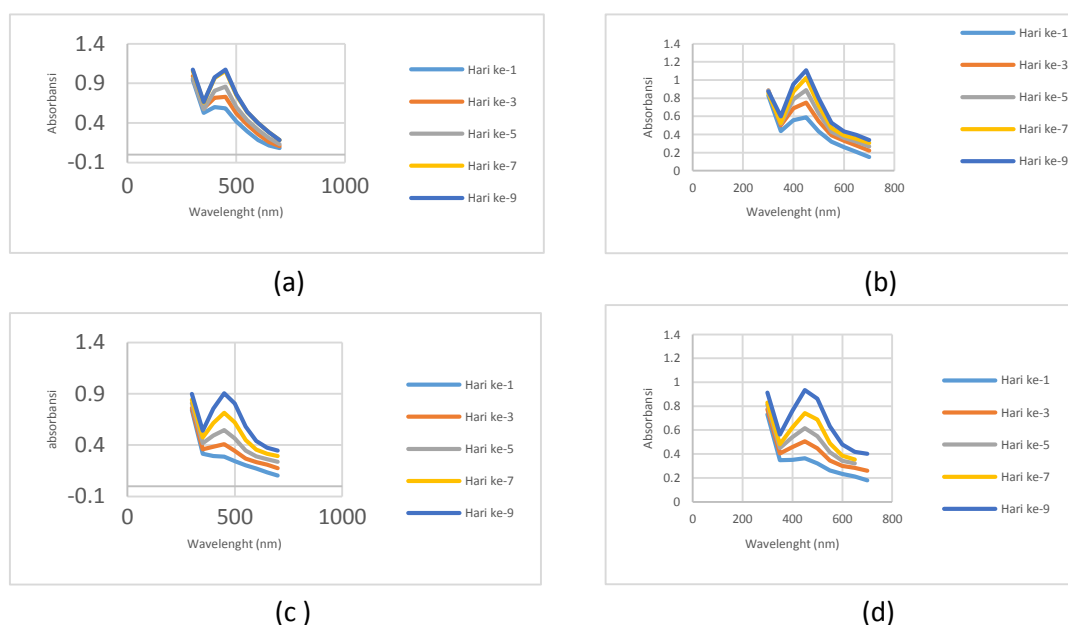 1.4
0.9
0.4
-0.1
0
500
1000
Absorbansi
Wavelenght (nm)
Hari ke-1
Hari ke-3
Hari ke-5
Hari ke-7
Hari ke-9
(a)
1.4
1.2
1
0.8
0.6
0.4
0.2
0
0
200
400
600
800
Absorbansi
Wavelenght (nm)
Hari ke-1
Hari ke-3
Hari ke-5
Hari ke-7
Hari ke-9
(b)
1.4
0.9
0.4
-0.1
0
500
1000
absorbansi
Wavelenght (nm)
Hari ke-1
Hari ke-3
Hari ke-5
Hari ke-7
Hari ke-9
(c )
1.4
1.2
1
0.8
0.6
0.4
0.2
0
0
200
400
600
800
Absorbansi
Wavelenght (nm)
Hari ke-1
Hari ke-3
Hari ke-5
Hari ke-7
Hari ke-9
(d)